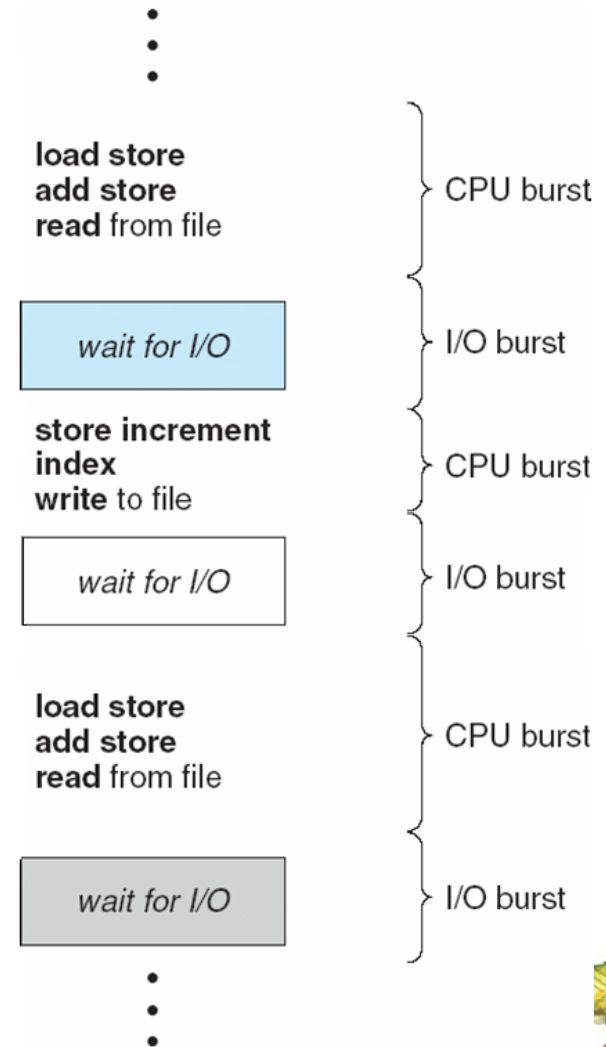 load store
add store
read from file
CPU burst
wait for I/O
I/O burst
store increment
index
write to file
CPU burst
wait for I/O
I/O burst
load store
add store
read from file
CPU burst
wait for I/O
I/O burst